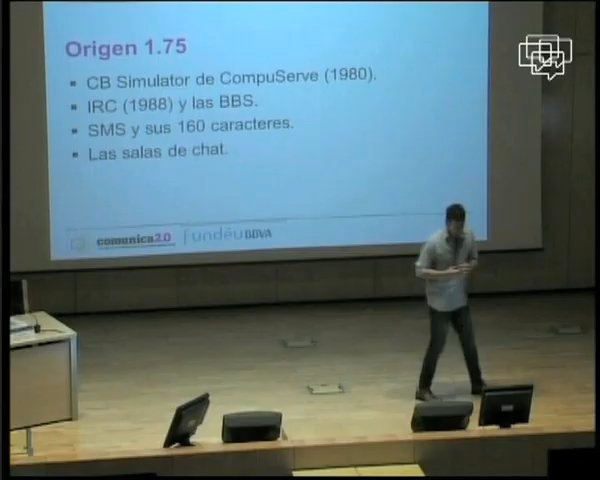 Origen 1.75
CB Simulator de CompuServe (1980).
IRC (1988) y las BBS.
SMS y sus 160 caracteres.
Las salas de chat.
comunica2.0
Fundéu BBVA